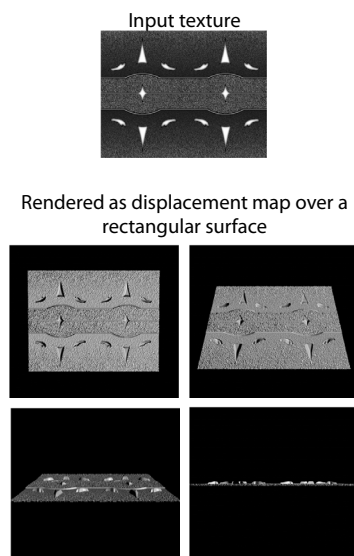 Input texture
Rendered as displacement map over a
rectangular surface